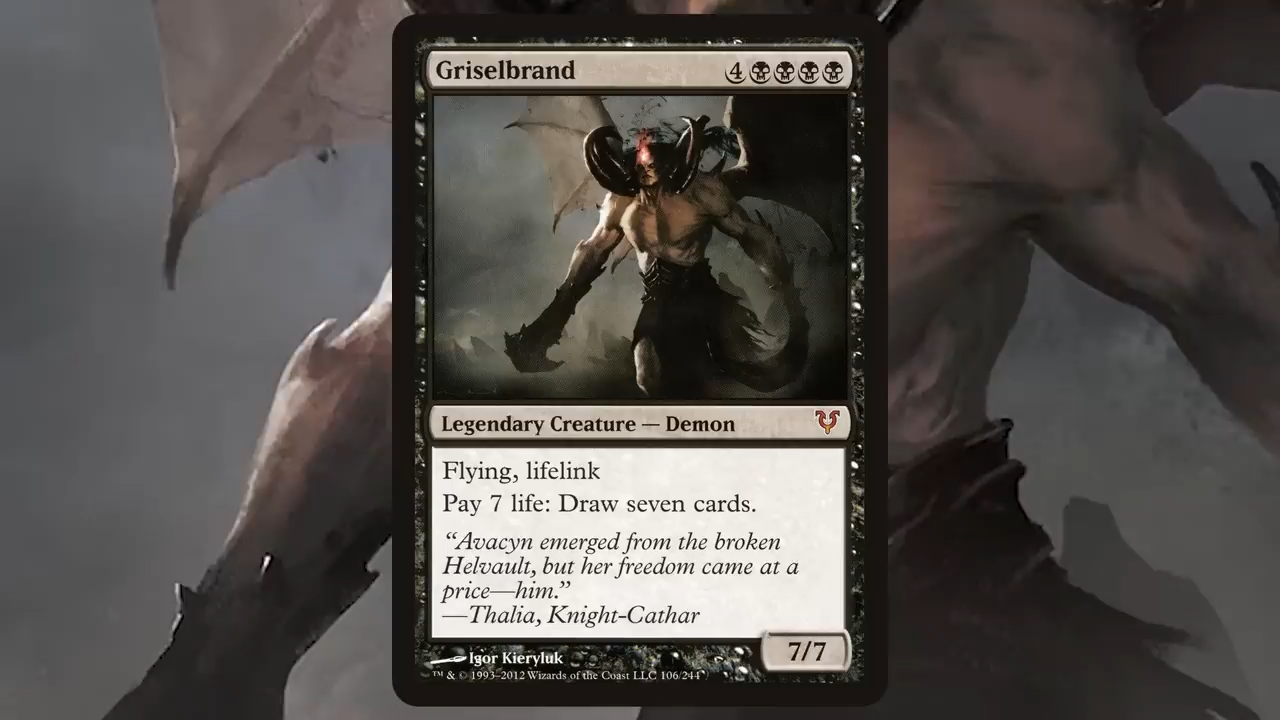 Griselbrand 4
Legendary Creature — Demon
Flying, lifelink
Pay 7 life: Draw seven cards.
“Avacyn emerged from the broken
Helvault, but her freedom came at a
price—him.”
—Thalia, Knight-Cathar
7/7
Igor Kieryluk
™ & © 1993–2012 Wizards of the Coast LLC 106/244